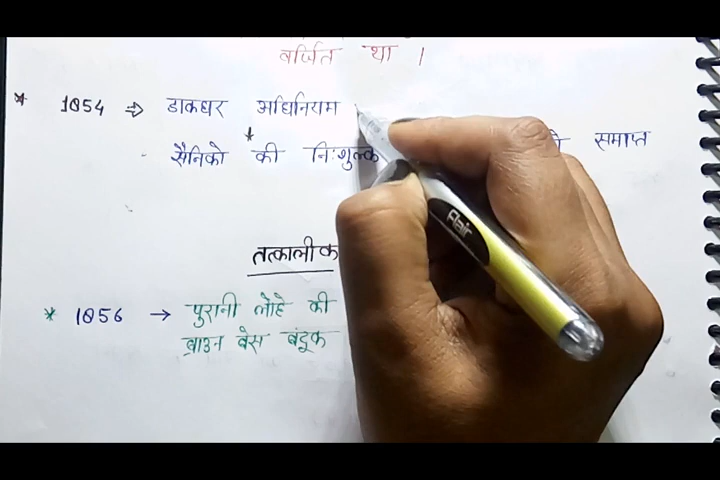 वर्जित था ।
* 1854 ⇒ डाकघर अधिनियम
- सैनिको की निःशुल्क समाप्त
तत्कालीक
* 1856 → पुरानी लोहे की
ब्राउन बेस बंदूक
Flair